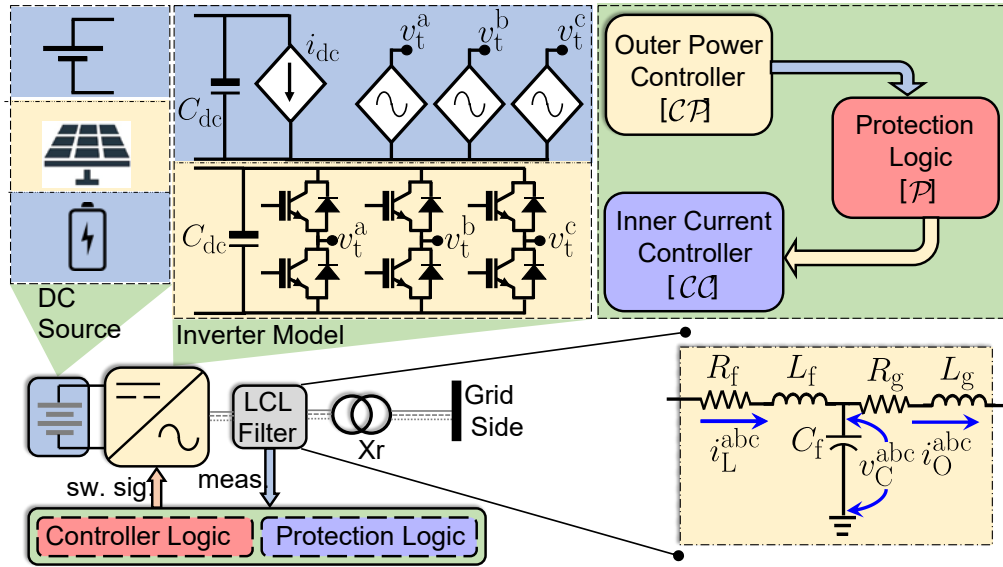 i_dc
v_t^a
v_t^b
v_t^c
C_dc
C_dc
v_t^a
v_t^b
v_t^c
Outer Power
Controller
[CP]
Protection
Logic
[P]
Inner Current
Controller
[CC]
DC
Source
Inverter Model
LCL
Filter
Xr
Grid
Side
sw. sig.
meas.
Controller Logic
Protection Logic
R_f
L_f
R_g
L_g
i_L^abc
C_f
v_C^abc
i_O^abc